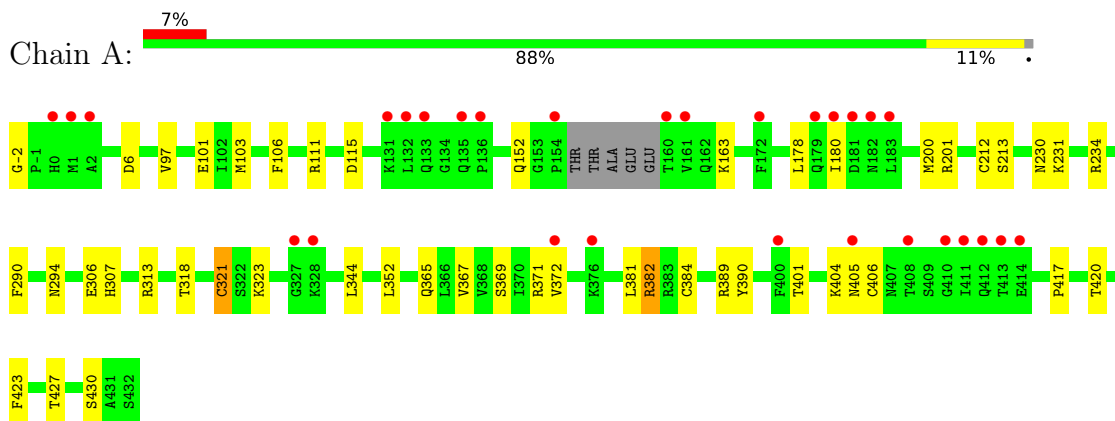 7%
Chain A:
88% 11% •
G-2 P-1 H0 M1 A2 D6 V97 E101 I102 M103 F106 R111 D115 K131 L132 Q133 G134 Q135 P136 Q152 G153 P154 THR THR ALA GLU GLU T160 V161 Q162 K163 F172 L178 Q179 I180 D181 N182 L183 M200 R201 C212 S213 N230 K231 R234
F290 N294 E306 H307 R313 T318 C321 S322 K323 G327 K328 L344 L352 Q365 L366 V367 V368 S369 I370 R371 V372 K376 L381 R382 R383 C384 R389 Y390 F400 T401 K404 N405 C406 N407 T408 S409 G410 I411 Q412 T413 E414 P417 T420
F423 T427 S430 A431 S432